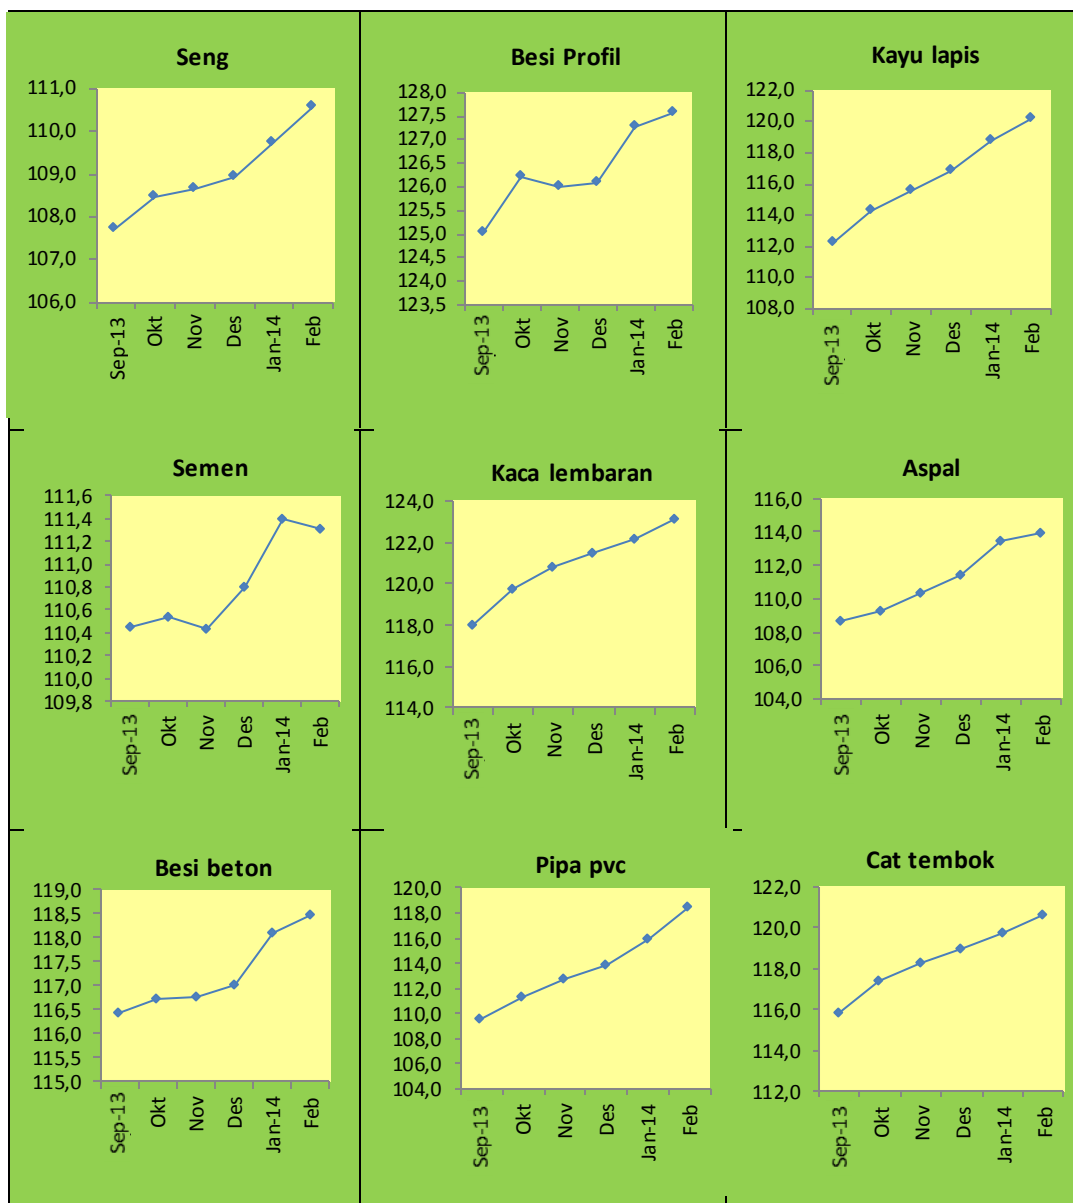 Seng
111,0
110,0
109,0
108,0
107,0
106,0
Sep-13
Okt
Nov
Des
Jan-14
Feb
Besi Profil
128,0
127,5
127,0
126,5
126,0
125,5
125,0
124,5
124,0
123,5
Sep-13
Okt
Nov
Des
Jan-14
Feb
Kayu lapis
122,0
120,0
118,0
116,0
114,0
112,0
110,0
108,0
Sep-13
Okt
Nov
Des
Jan-14
Feb
Semen
111,6
111,4
111,2
111,0
110,8
110,6
110,4
110,2
110,0
109,8
Sep-13
Okt
Nov
Des
Jan-14
Feb
Kaca lembaran
124,0
122,0
120,0
118,0
116,0
114,0
Sep-13
Okt
Nov
Des
Jan-14
Feb
Aspal
116,0
114,0
112,0
110,0
108,0
106,0
104,0
Sep-13
Okt
Nov
Des
Jan-14
Feb
Besi beton
119,0
118,5
118,0
117,5
117,0
116,5
116,0
115,5
115,0
Sep-13
Okt
Nov
Des
Jan-14
Feb
Pipa pvc
120,0
118,0
116,0
114,0
112,0
110,0
108,0
106,0
104,0
Sep-13
Okt
Nov
Des
Jan-14
Feb
Cat tembok
122,0
120,0
118,0
116,0
114,0
112,0
Sep-13
Okt
Nov
Des
Jan-14
Feb